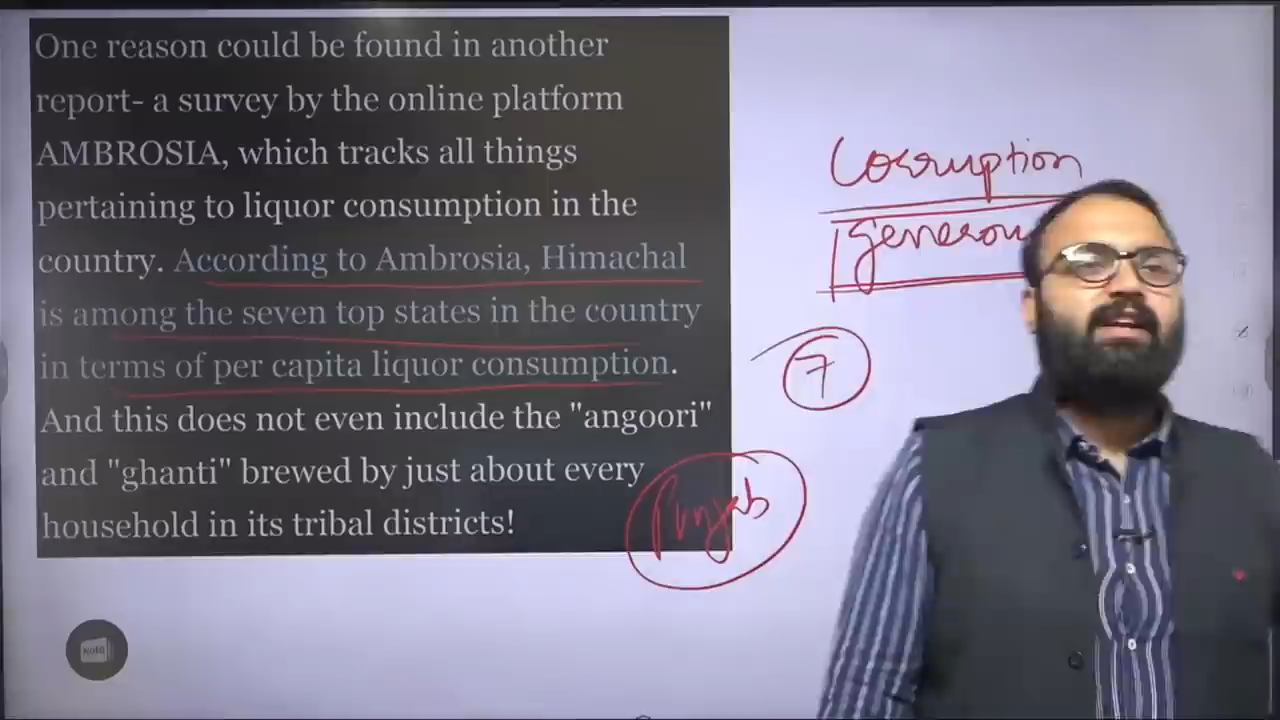 One reason could be found in another
report- a survey by the online platform
AMBROSIA, which tracks all things
pertaining to liquor consumption in the
country. According to Ambrosia, Himachal
is among the seven top states in the country
in terms of per capita liquor consumption.
And this does not even include the "angoori"
and "ghanti" brewed by just about every
household in its tribal districts!
Corruption
generou
7
Punjab
Note